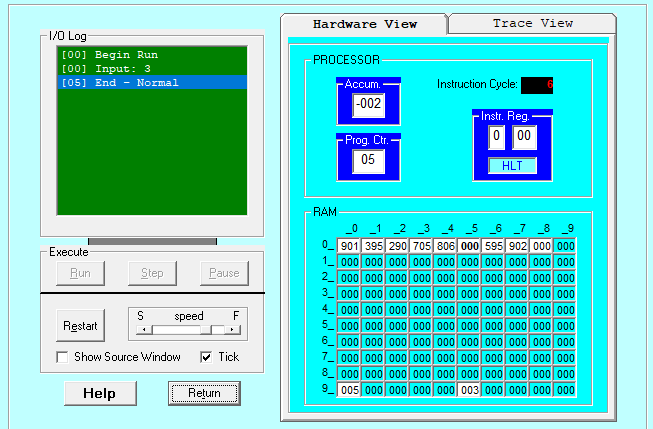 Hardware View
Trace View
I/O Log
[00] Begin Run
[00] Input: 3
[05] End - Normal
PROCESSOR
Accum.
-002
Instruction Cycle:
6
Prog. Ctr.
05
Instr. Reg.
0 00
HLT
Execute
Run Step Pause
Restart
S speed F
Show Source Window
Tick
Help
Return
RAM
_0 _1 _2 _3 _4 _5 _6 _7 _8 _9
0_ 901 395 290 705 806 000 595 902 000 000
1_ 000 000 000 000 000 000 000 000 000 000
2_ 000 000 000 000 000 000 000 000 000 000
3_ 000 000 000 000 000 000 000 000 000 000
4_ 000 000 000 000 000 000 000 000 000 000
5_ 000 000 000 000 000 000 000 000 000 000
6_ 000 000 000 000 000 000 000 000 000 000
7_ 000 000 000 000 000 000 000 000 000 000
8_ 000 000 000 000 000 000 000 000 000 000
9_ 005 000 000 000 000 003 000 000 000 000